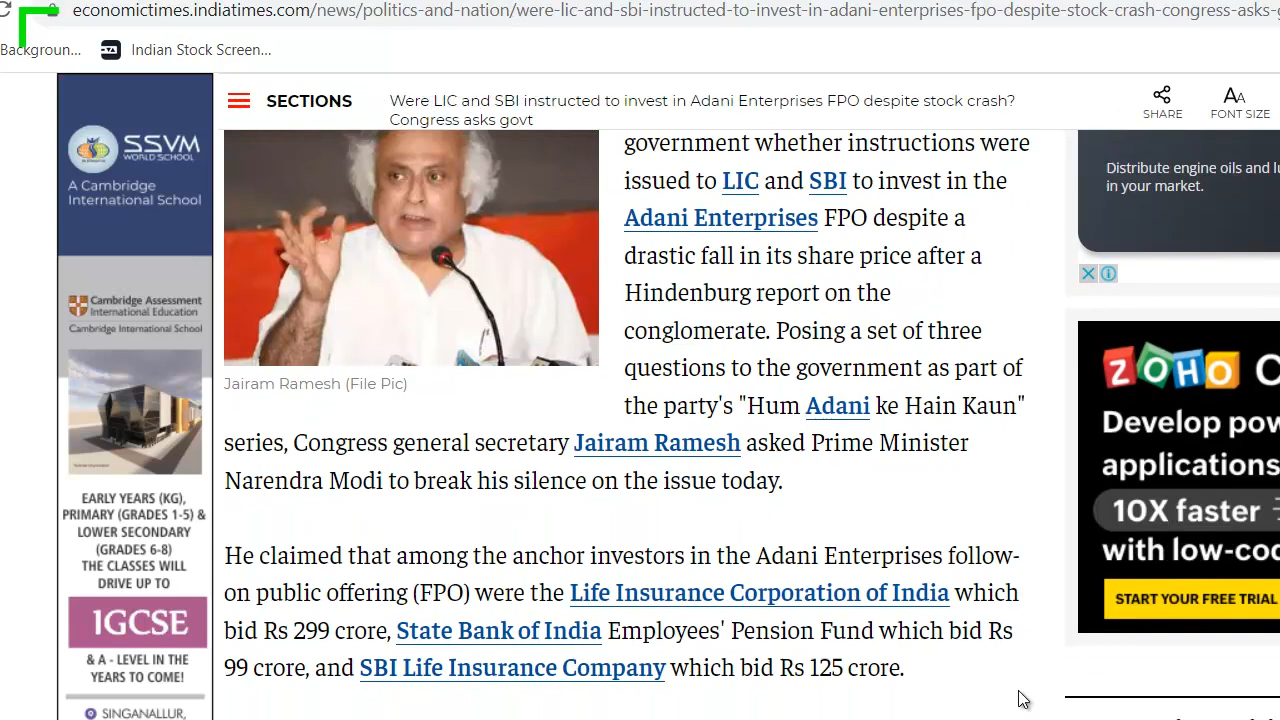 economictimes.indiatimes.com/news/politics-and-nation/were-lic-and-sbi-instructed-to-invest-in-adani-enterprises-fpo-despite-stock-crash-congress-asks-g
Backgroun...
Indian Stock Screen...
SSVM
WORLD SCHOOL
A Cambridge
International School
Cambridge Assessment
International Education
Cambridge International School
EARLY YEARS (KG),
PRIMARY (GRADES 1-5) &
LOWER SECONDARY
(GRADES 6-8)
THE CLASSES WILL
DRIVE UP TO
IGCSE
& A - LEVEL IN THE
YEARS TO COME!
SINGANALLUR,
SECTIONS
Were LIC and SBI instructed to invest in Adani Enterprises FPO despite stock crash?
Congress asks govt
SHARE
AA
FONT SIZE
government whether instructions were
issued to LIC and SBI to invest in the
Adani Enterprises FPO despite a
drastic fall in its share price after a
Hindenburg report on the
conglomerate. Posing a set of three
questions to the government as part of
the party's "Hum Adani ke Hain Kaun"
Jairam Ramesh (File Pic)
series, Congress general secretary Jairam Ramesh asked Prime Minister
Narendra Modi to break his silence on the issue today.
He claimed that among the anchor investors in the Adani Enterprises follow-
on public offering (FPO) were the Life Insurance Corporation of India which
bid Rs 299 crore, State Bank of India Employees' Pension Fund which bid Rs
99 crore, and SBI Life Insurance Company which bid Rs 125 crore.
Distribute engine oils and lu
in your market.
ZOHO C
Develop pow
applications
10X faster
with low-cod
START YOUR FREE TRIAL